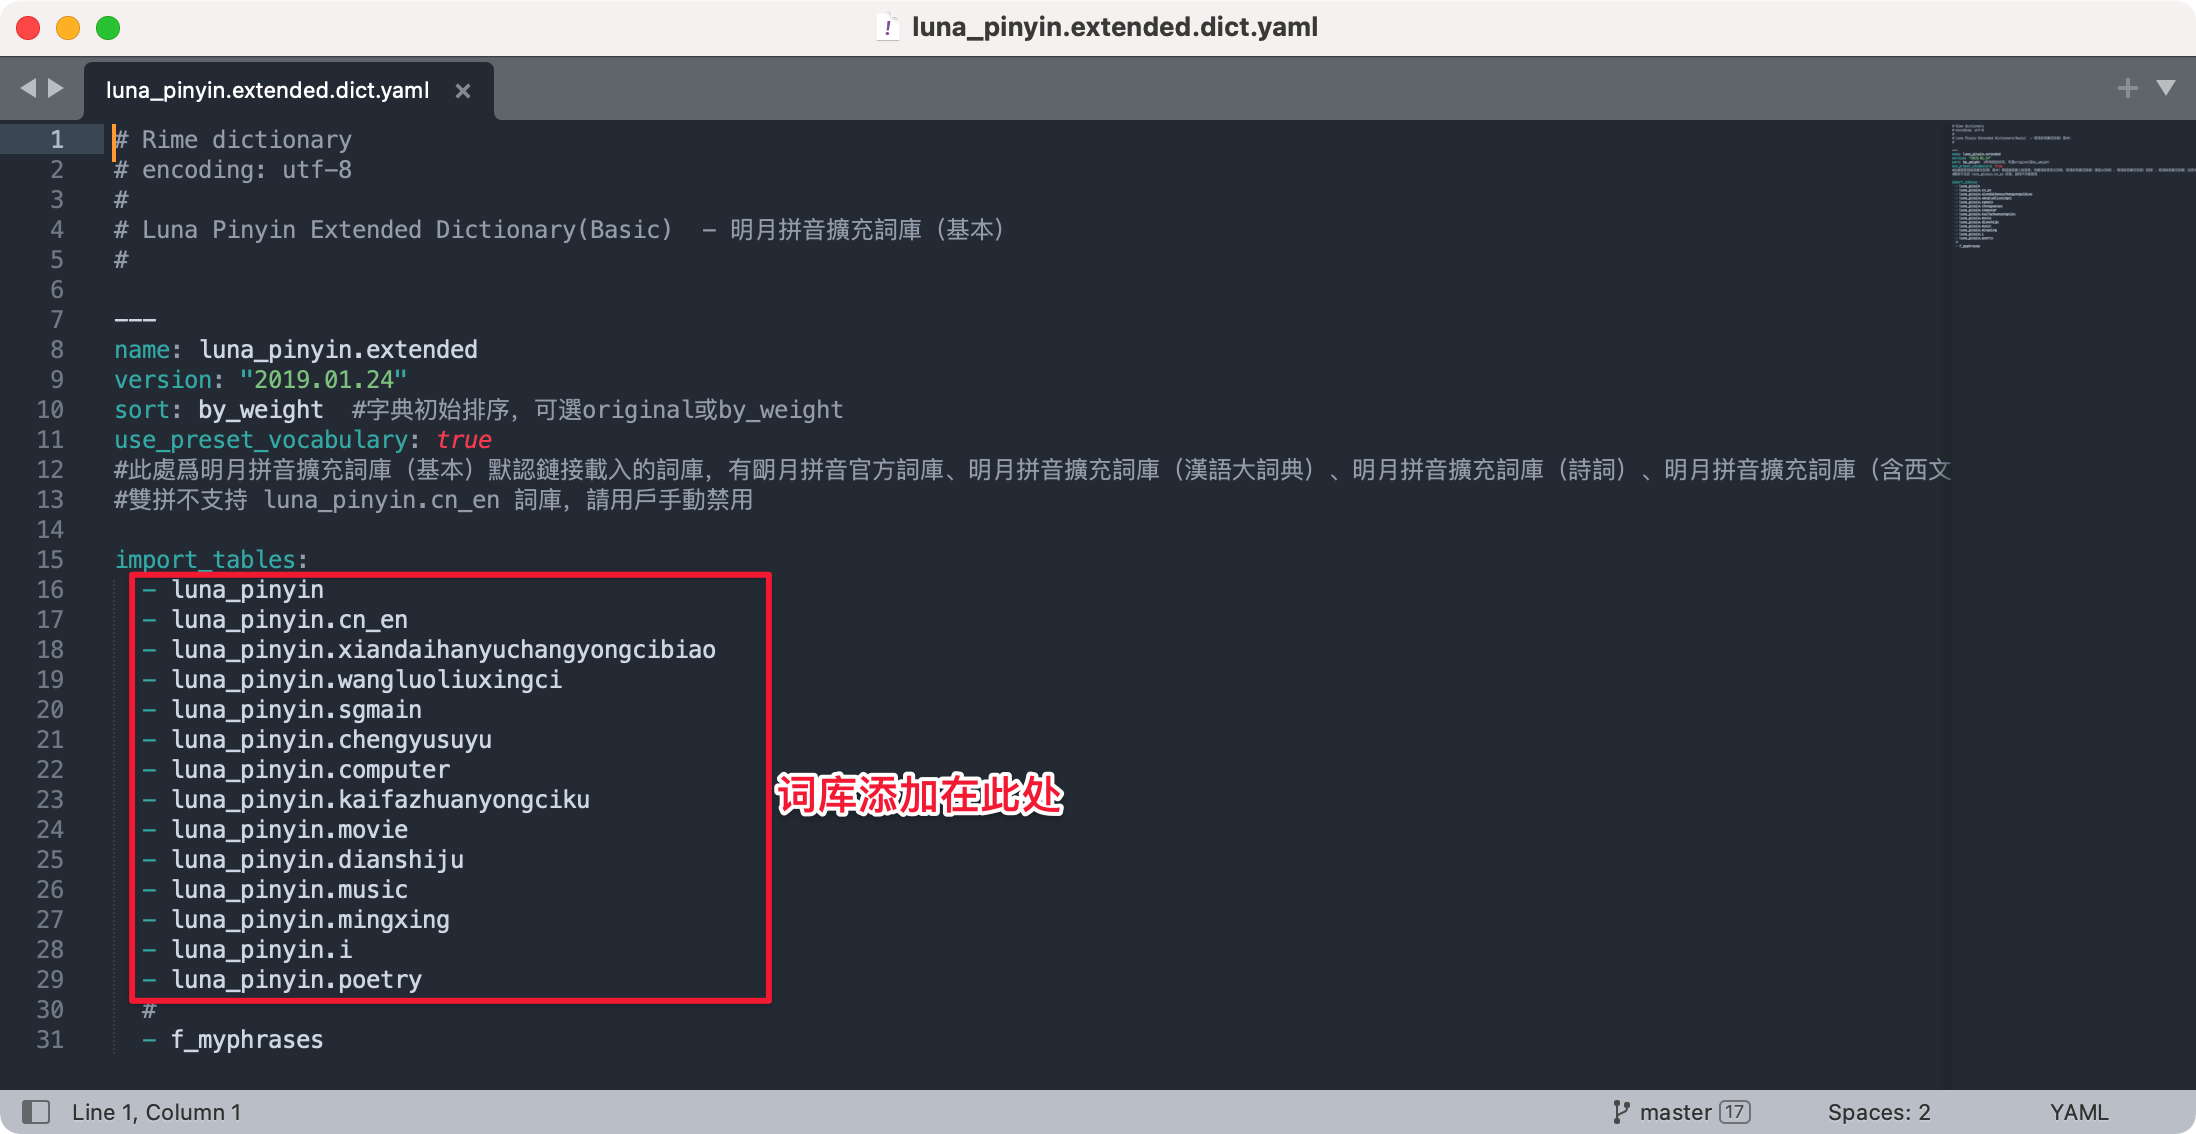 luna_pinyin.extended.dict.yaml
luna_pinyin.extended.dict.yaml ×
1 # Rime dictionary
2 # encoding: utf-8
3 #
4 # Luna Pinyin Extended Dictionary(Basic) - 明月拼音擴充詞庫（基本）
5 #
6
7 ---
8 name: luna_pinyin.extended
9 version: "2019.01.24"
10 sort: by_weight #字典初始排序，可選original或by_weight
11 use_preset_vocabulary: true
12 #此處爲明月拼音擴充詞庫（基本）默認鏈接載入的詞庫，有朙月拼音官方詞庫、明月拼音擴充詞庫（漢語大詞典）、明月拼音擴充詞庫（詩詞）、明月拼音擴充詞庫（含西文
13 #雙拼不支持 luna_pinyin.cn_en 詞庫，請用戶手動禁用
14
15 import_tables:
16 - luna_pinyin
17 - luna_pinyin.cn_en
18 - luna_pinyin.xiandaihanyuchangyongcibiao
19 - luna_pinyin.wangluoliuxingci
20 - luna_pinyin.sgmain
21 - luna_pinyin.chengyusuyu
22 - luna_pinyin.computer
23 - luna_pinyin.kaifazhuanyongciku
词库添加在此处
24 - luna_pinyin.movie
25 - luna_pinyin.dianshiju
26 - luna_pinyin.music
27 - luna_pinyin.mingxing
28 - luna_pinyin.i
29 - luna_pinyin.poetry
30 #
31 - f_myphrases
Line 1, Column 1 master 17 Spaces: 2 YAML